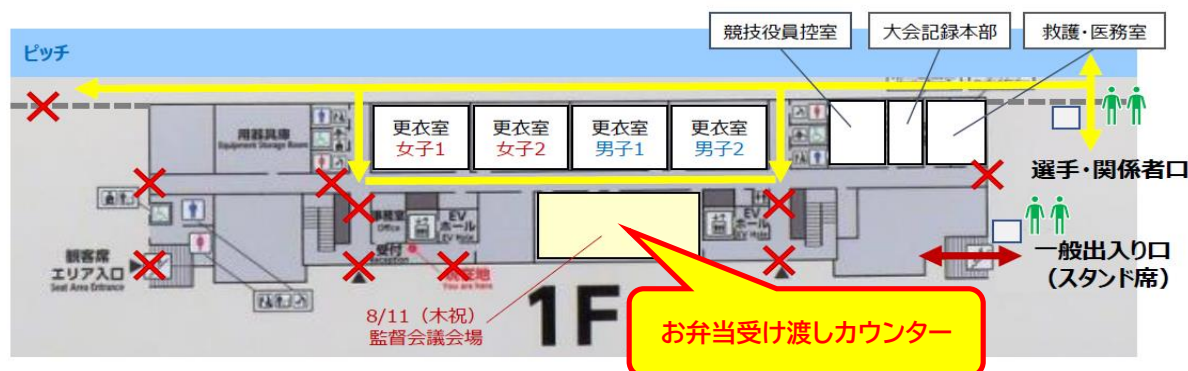 競技役員控室
大会記録本部
救護・医務室
ピッチ
更衣室
女子1
更衣室
女子2
更衣室
男子1
更衣室
男子2
用器具庫
Equipment Storage Room
選手・関係者口
事務室
Office
EV
ホール
EV Hole
EV
ホール
EV Hole
受付
Reception
現在地
You are here
観客席
エリア入口
Seat Area Entrance
一般出入り口
(スタンド席)
8/11(木祝)
監督会議会場
1F
お弁当受け渡しカウンター